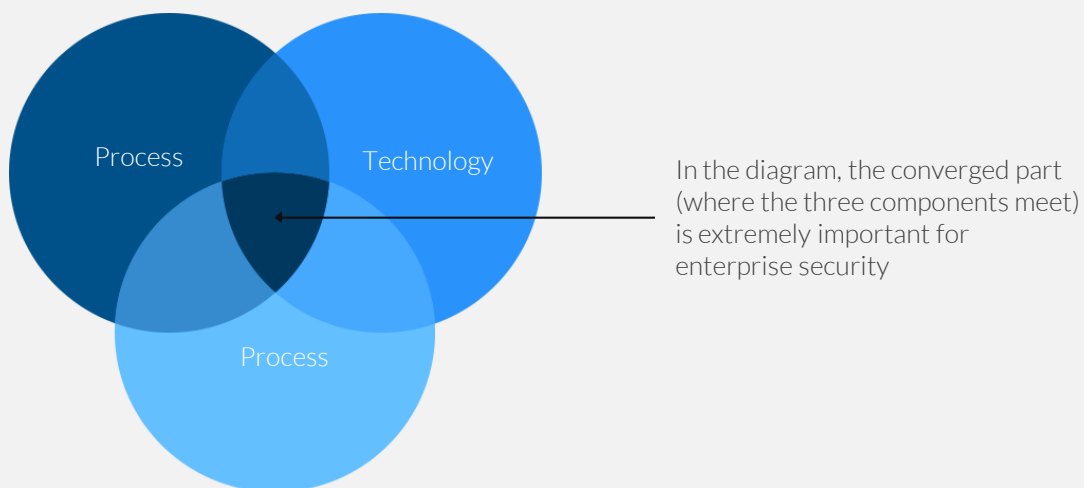 Process
Technology
Process
In the diagram, the converged part
(where the three components meet)
is extremely important for
enterprise security